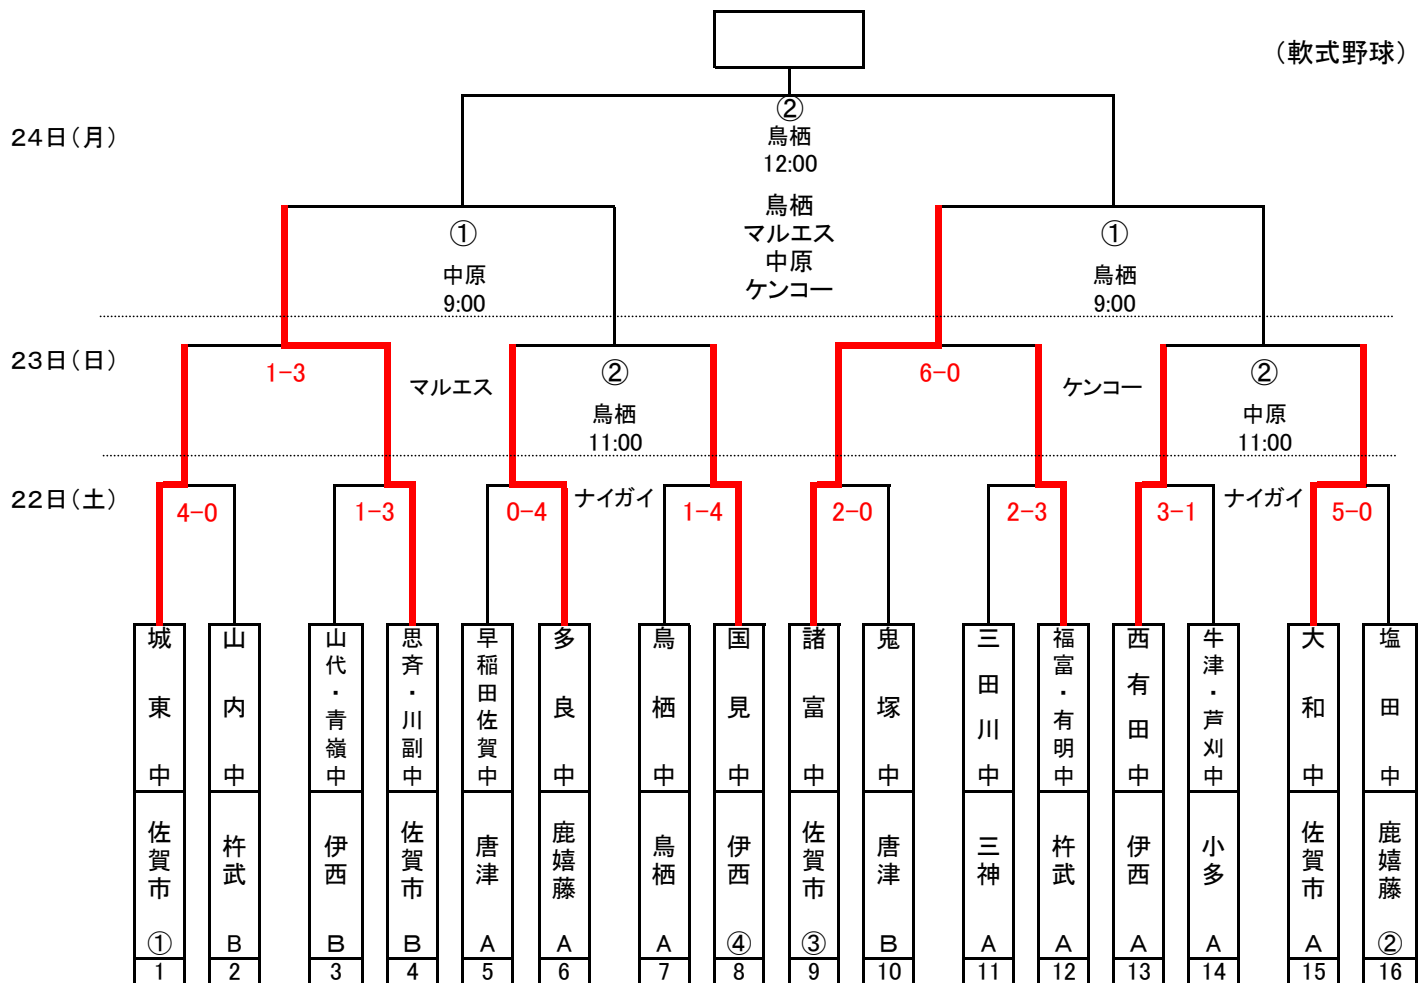 (軟式野球)
②
24日(月)
鳥栖
12:00
鳥栖
マルエス
中原
ケンコー
①
中原
9:00
①
鳥栖
9:00
23日(日)
1-3
マルエス
②
鳥栖
11:00
6-0
ケンコー
②
中原
11:00
22日(土)
4-0
1-3
0-4
ナイガイ
1-4
2-0
2-3
3-1
ナイガイ
5-0
城東中
山内中
山代・青嶺中
思斉・川副中
早稲田佐賀中
多良中
鳥栖中
国見中
諸富中
鬼塚中
三田川中
福富・有明中
西有田中
牛津・芦刈中
大和中
塩田中
佐賀市
杵武
伊西
佐賀市
唐津
鹿嬉藤
鳥栖
伊西
佐賀市
唐津
三神
杵武
伊西
小多
佐賀市
鹿嬉藤
① B B B A A A ④ ③ B A A A A A ②
1 2 3 4 5 6 7 8 9 10 11 12 13 14 15 16